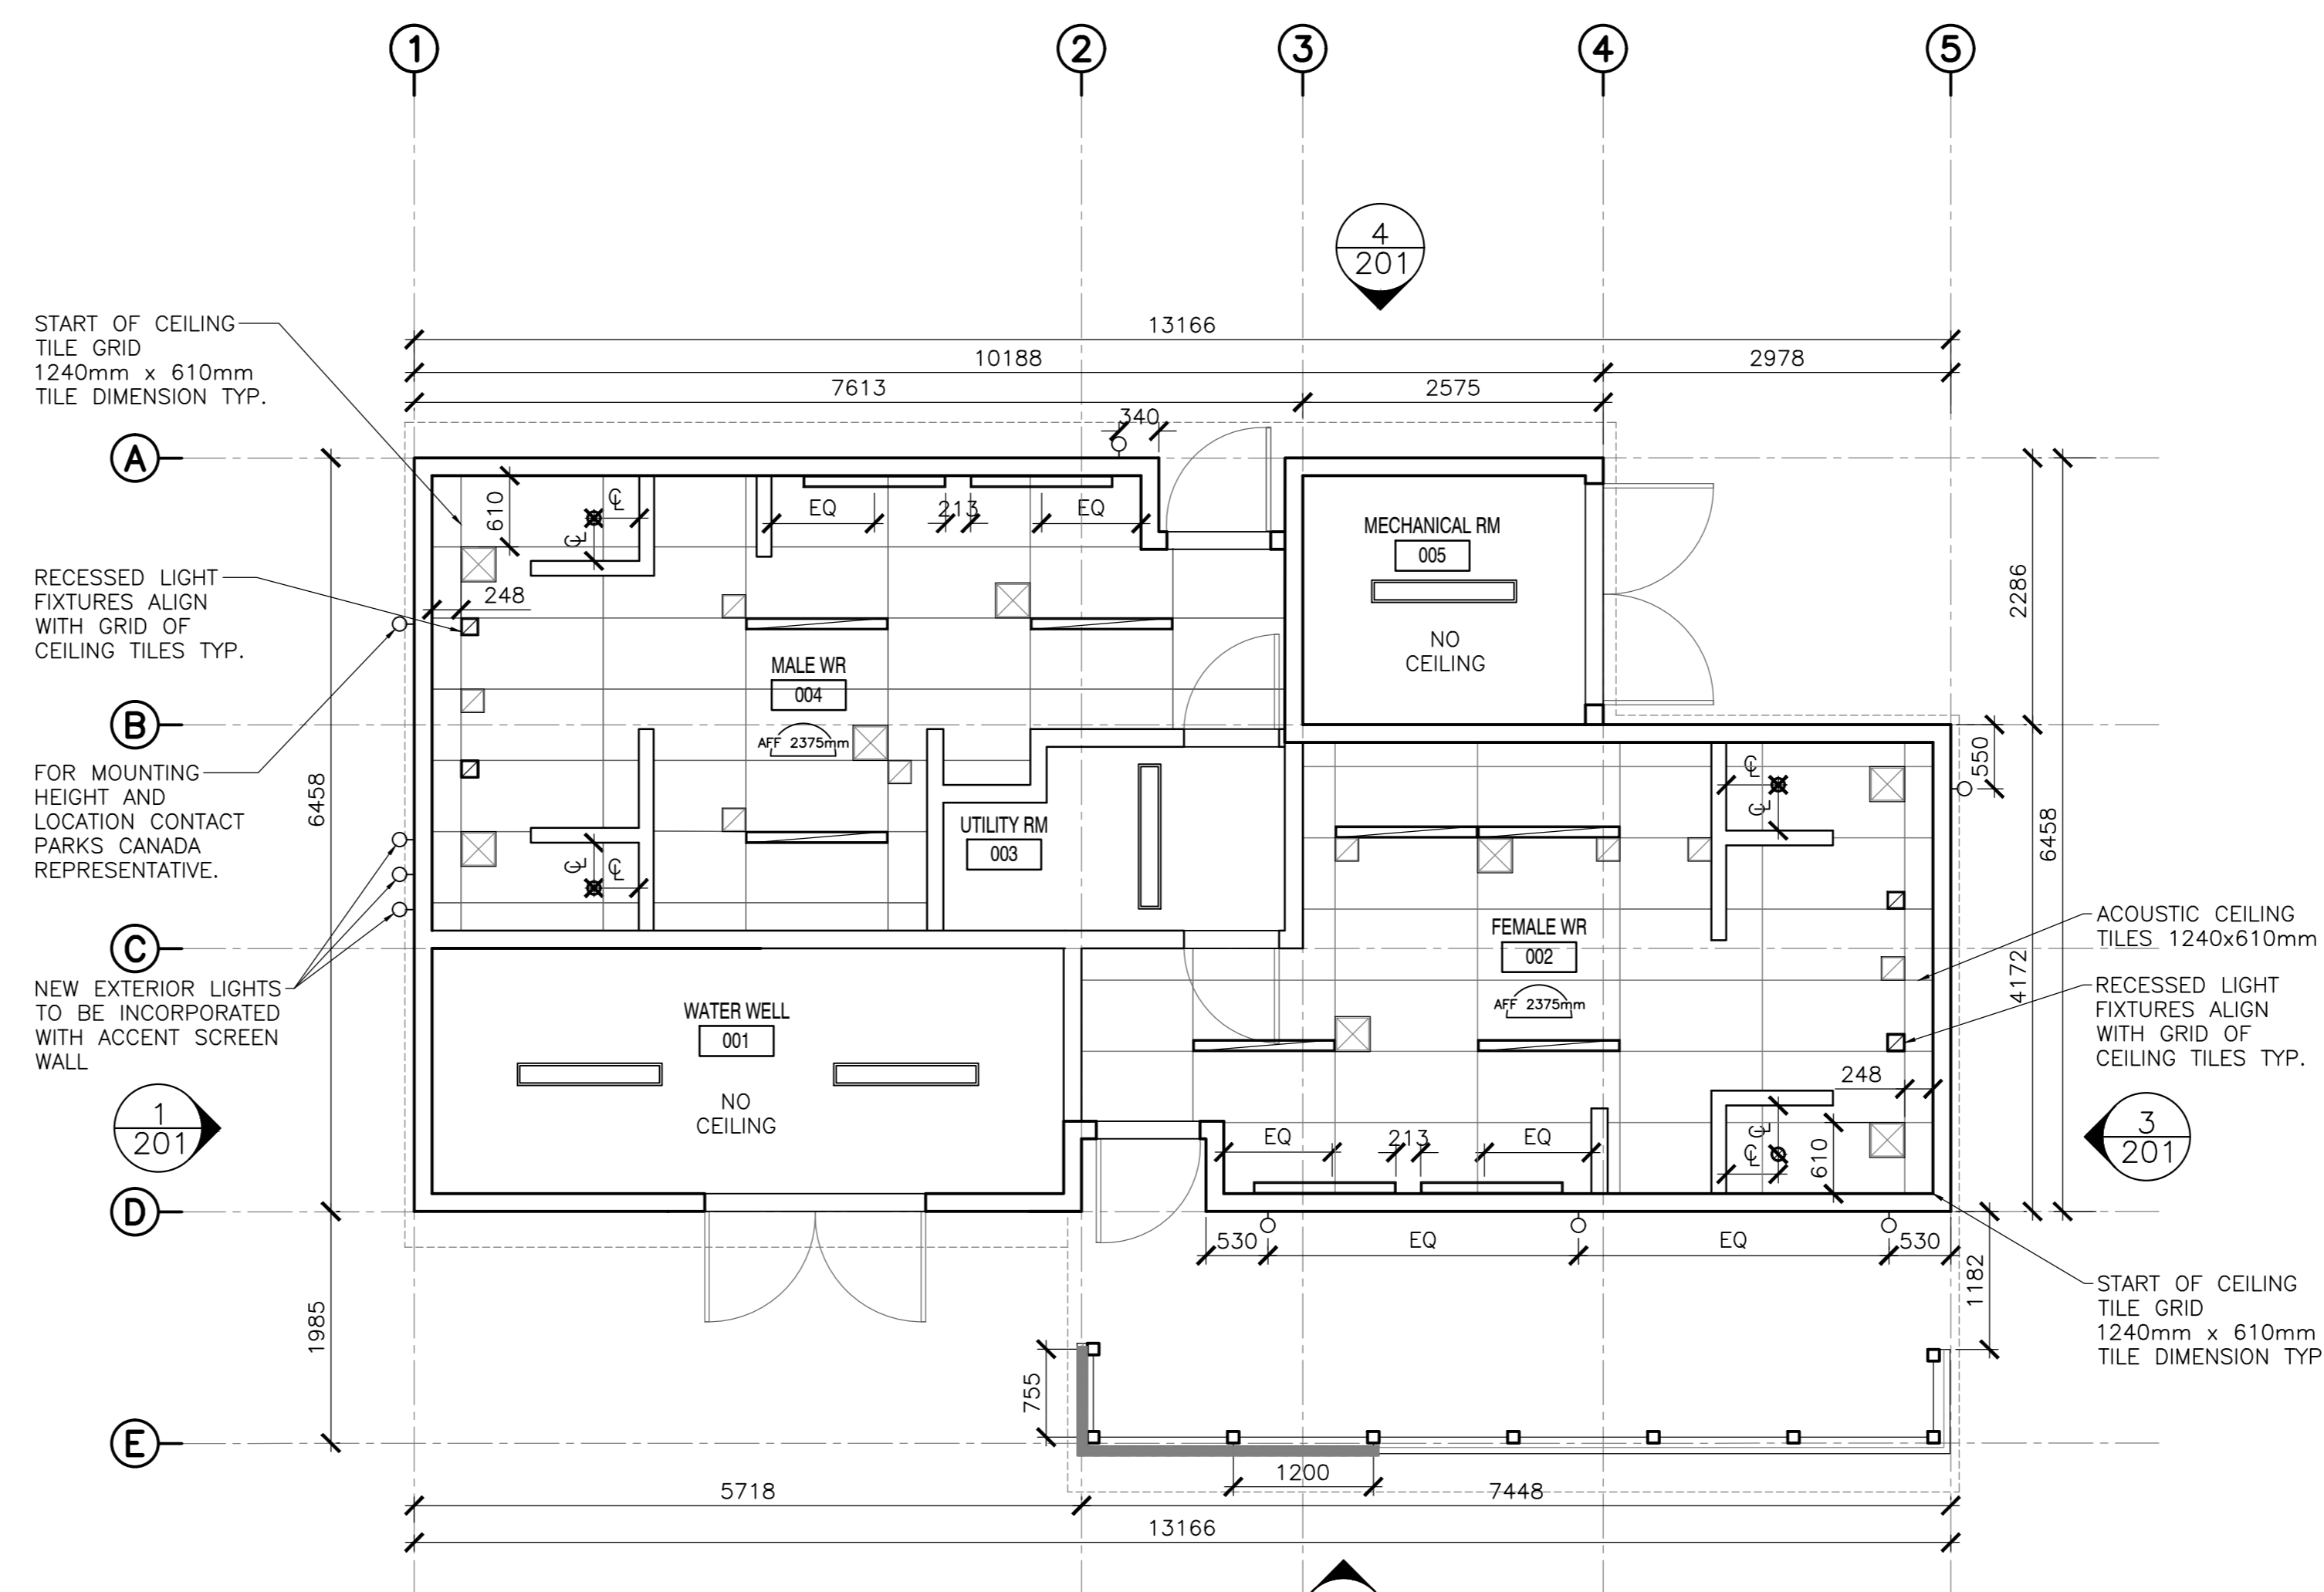 1
2
3
4
5
4
201
13166
10188
2978
7613
2575
340
START OF CEILING
TILE GRID
1240mm x 610mm
TILE DIMENSION TYP.
A
610
℄
℄
EQ
213
EQ
MECHANICAL RM
005
NO
CEILING
2286
RECESSED LIGHT
FIXTURES ALIGN
WITH GRID OF
CEILING TILES TYP.
248
MALE WR
004
AFF 2375mm
B
550
FOR MOUNTING
HEIGHT AND
LOCATION CONTACT
PARKS CANADA
REPRESENTATIVE.
6458
℄
℄
UTILITY RM
003
℄
℄
6458
FEMALE WR
002
AFF 2375mm
ACOUSTIC CEILING
TILES 1240x610mm
C
4172
NEW EXTERIOR LIGHTS
TO BE INCORPORATED
WITH ACCENT SCREEN
WALL
WATER WELL
001
NO
CEILING
RECESSED LIGHT
FIXTURES ALIGN
WITH GRID OF
CEILING TILES TYP.
248
1
201
EQ
213
EQ
℄
℄
610
3
201
D
530
EQ
EQ
530
1182
START OF CEILING
TILE GRID
1240mm x 610mm
TILE DIMENSION TYP
1985
755
E
1200
5718
7448
13166